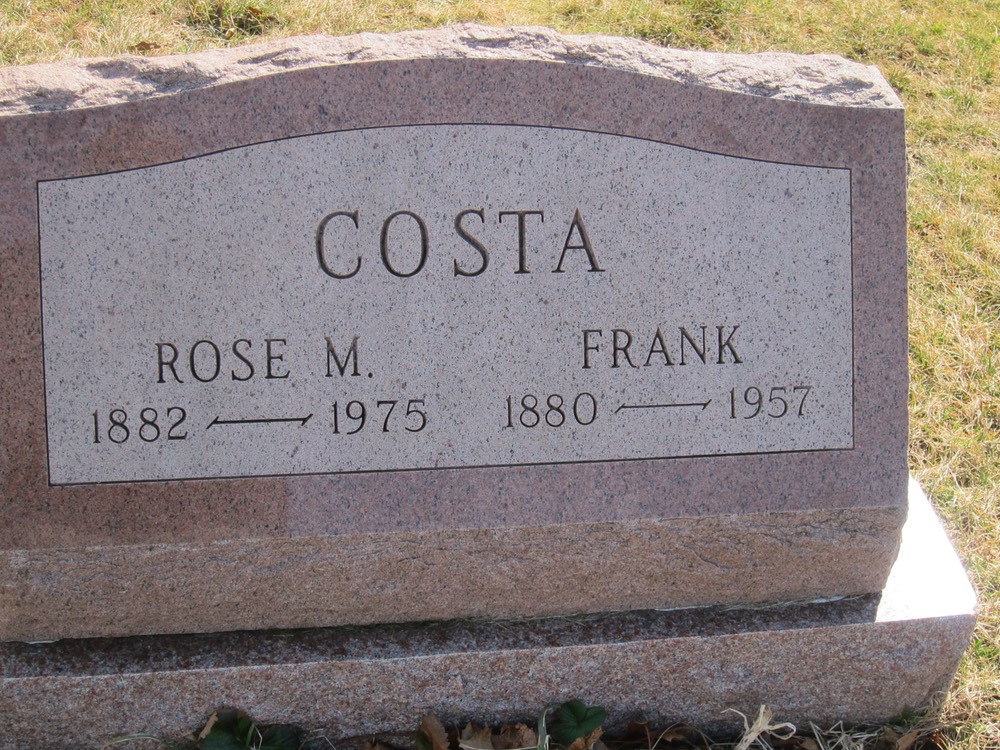 COSTA
ROSE M. FRANK
1882 — 1975 1880 — 1957